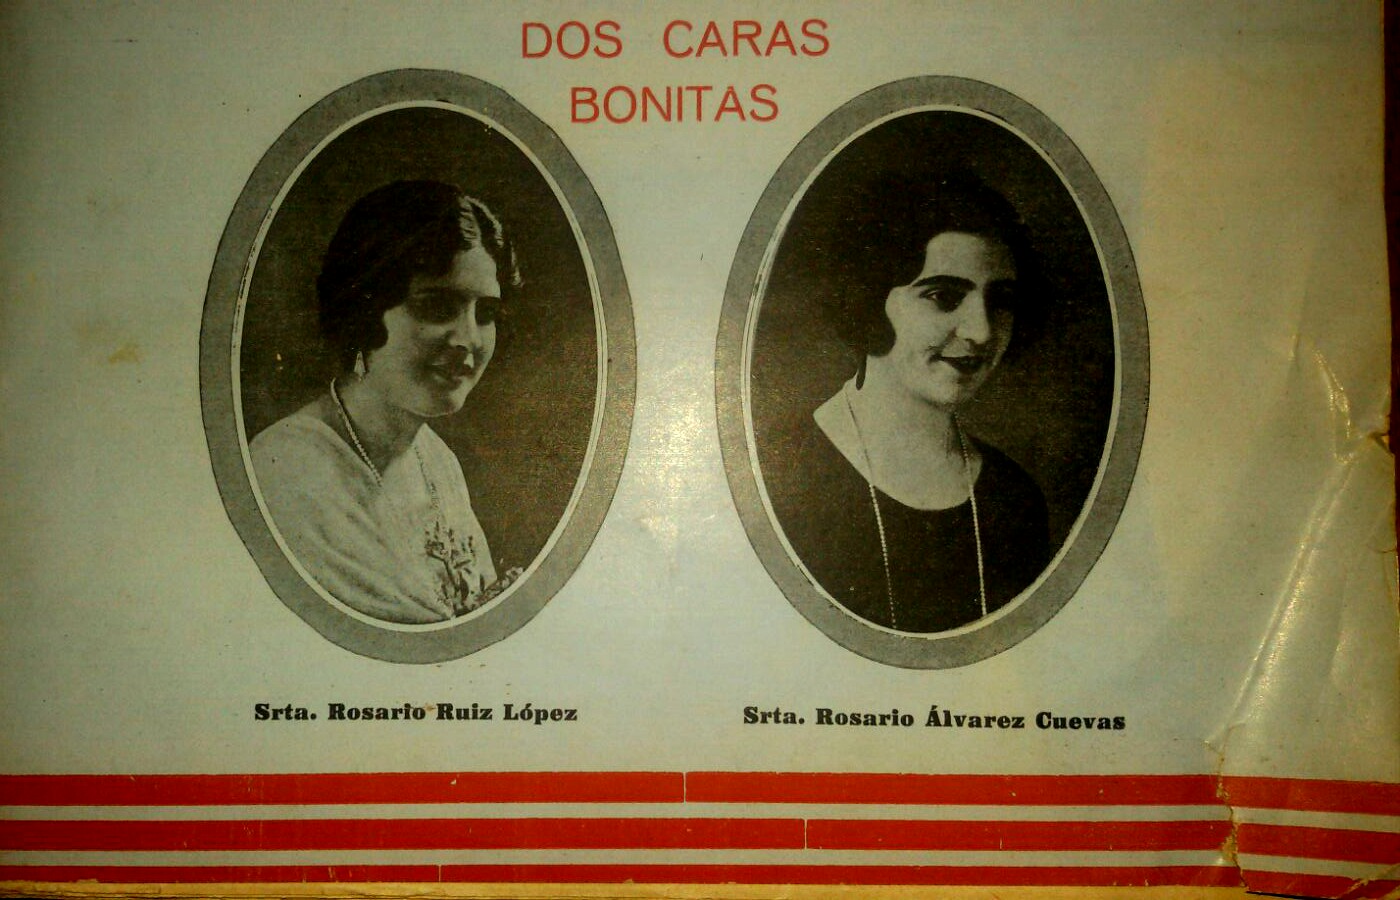 DOS CARAS
BONITAS
Srta. Rosario Ruiz López
Srta. Rosario Álvarez Cuevas